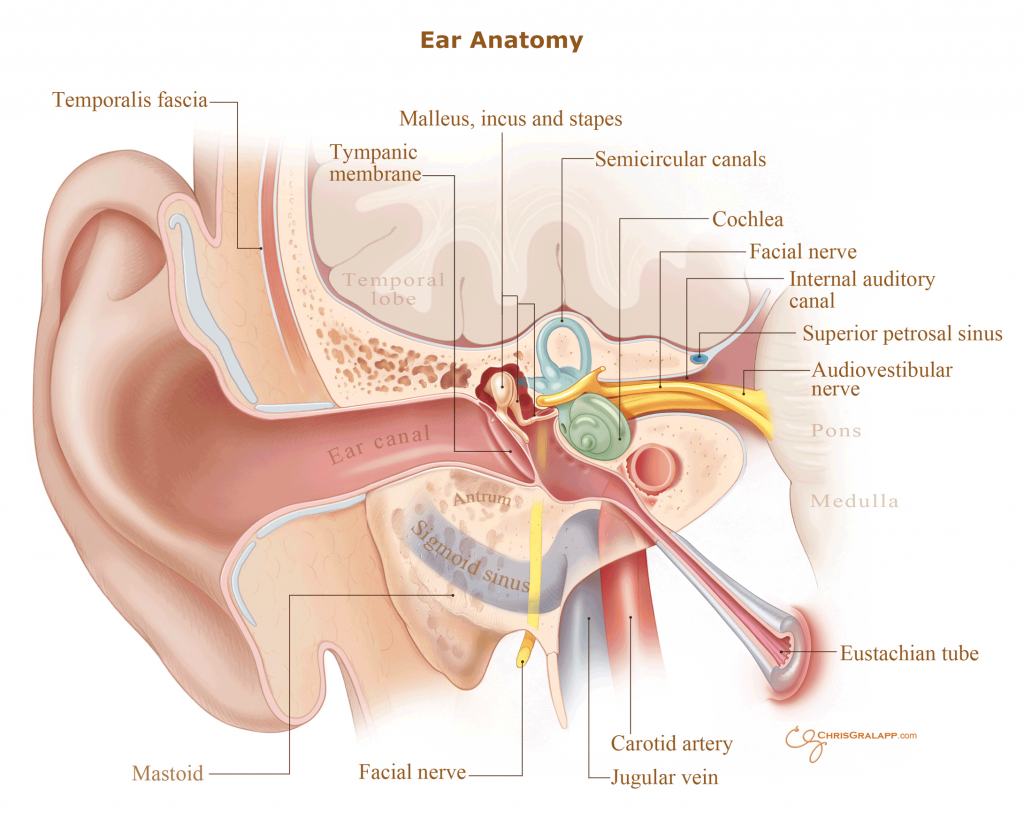 Ear Anatomy
Temporalis fascia
Malleus, incus and stapes
Tympanic
membrane
Semicircular canals
Cochlea
Facial nerve
Internal auditory
canal
Temporal
lobe
Superior petrosal sinus
Audiovestibular
nerve
Ear canal
Pons
Antrum
Medulla
Sigmoid sinus
Eustachian tube
Carotid artery
Mastoid
Facial nerve
Jugular vein
CHRISGRALAPP.com